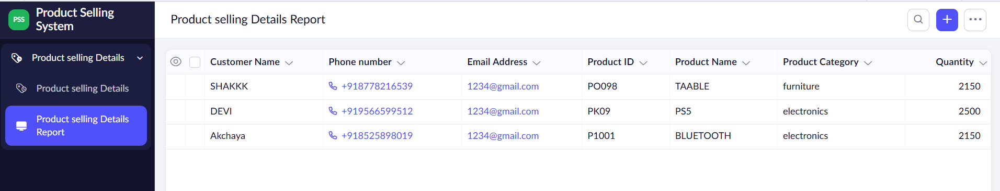 PSS
Product Selling
System
Product selling Details
Product selling Details
Product selling Details
Report
Product selling Details Report
Customer Name Phone number Email Address Product ID Product Name Product Category Quantity
SHAKKK +918778216539 1234@gmail.com PO098 TAABLE furniture 2150
DEVI +919566599512 1234@gmail.com PK09 PS5 electronics 2500
Akchaya +918525898019 1234@gmail.com P1001 BLUETOOTH electronics 2150